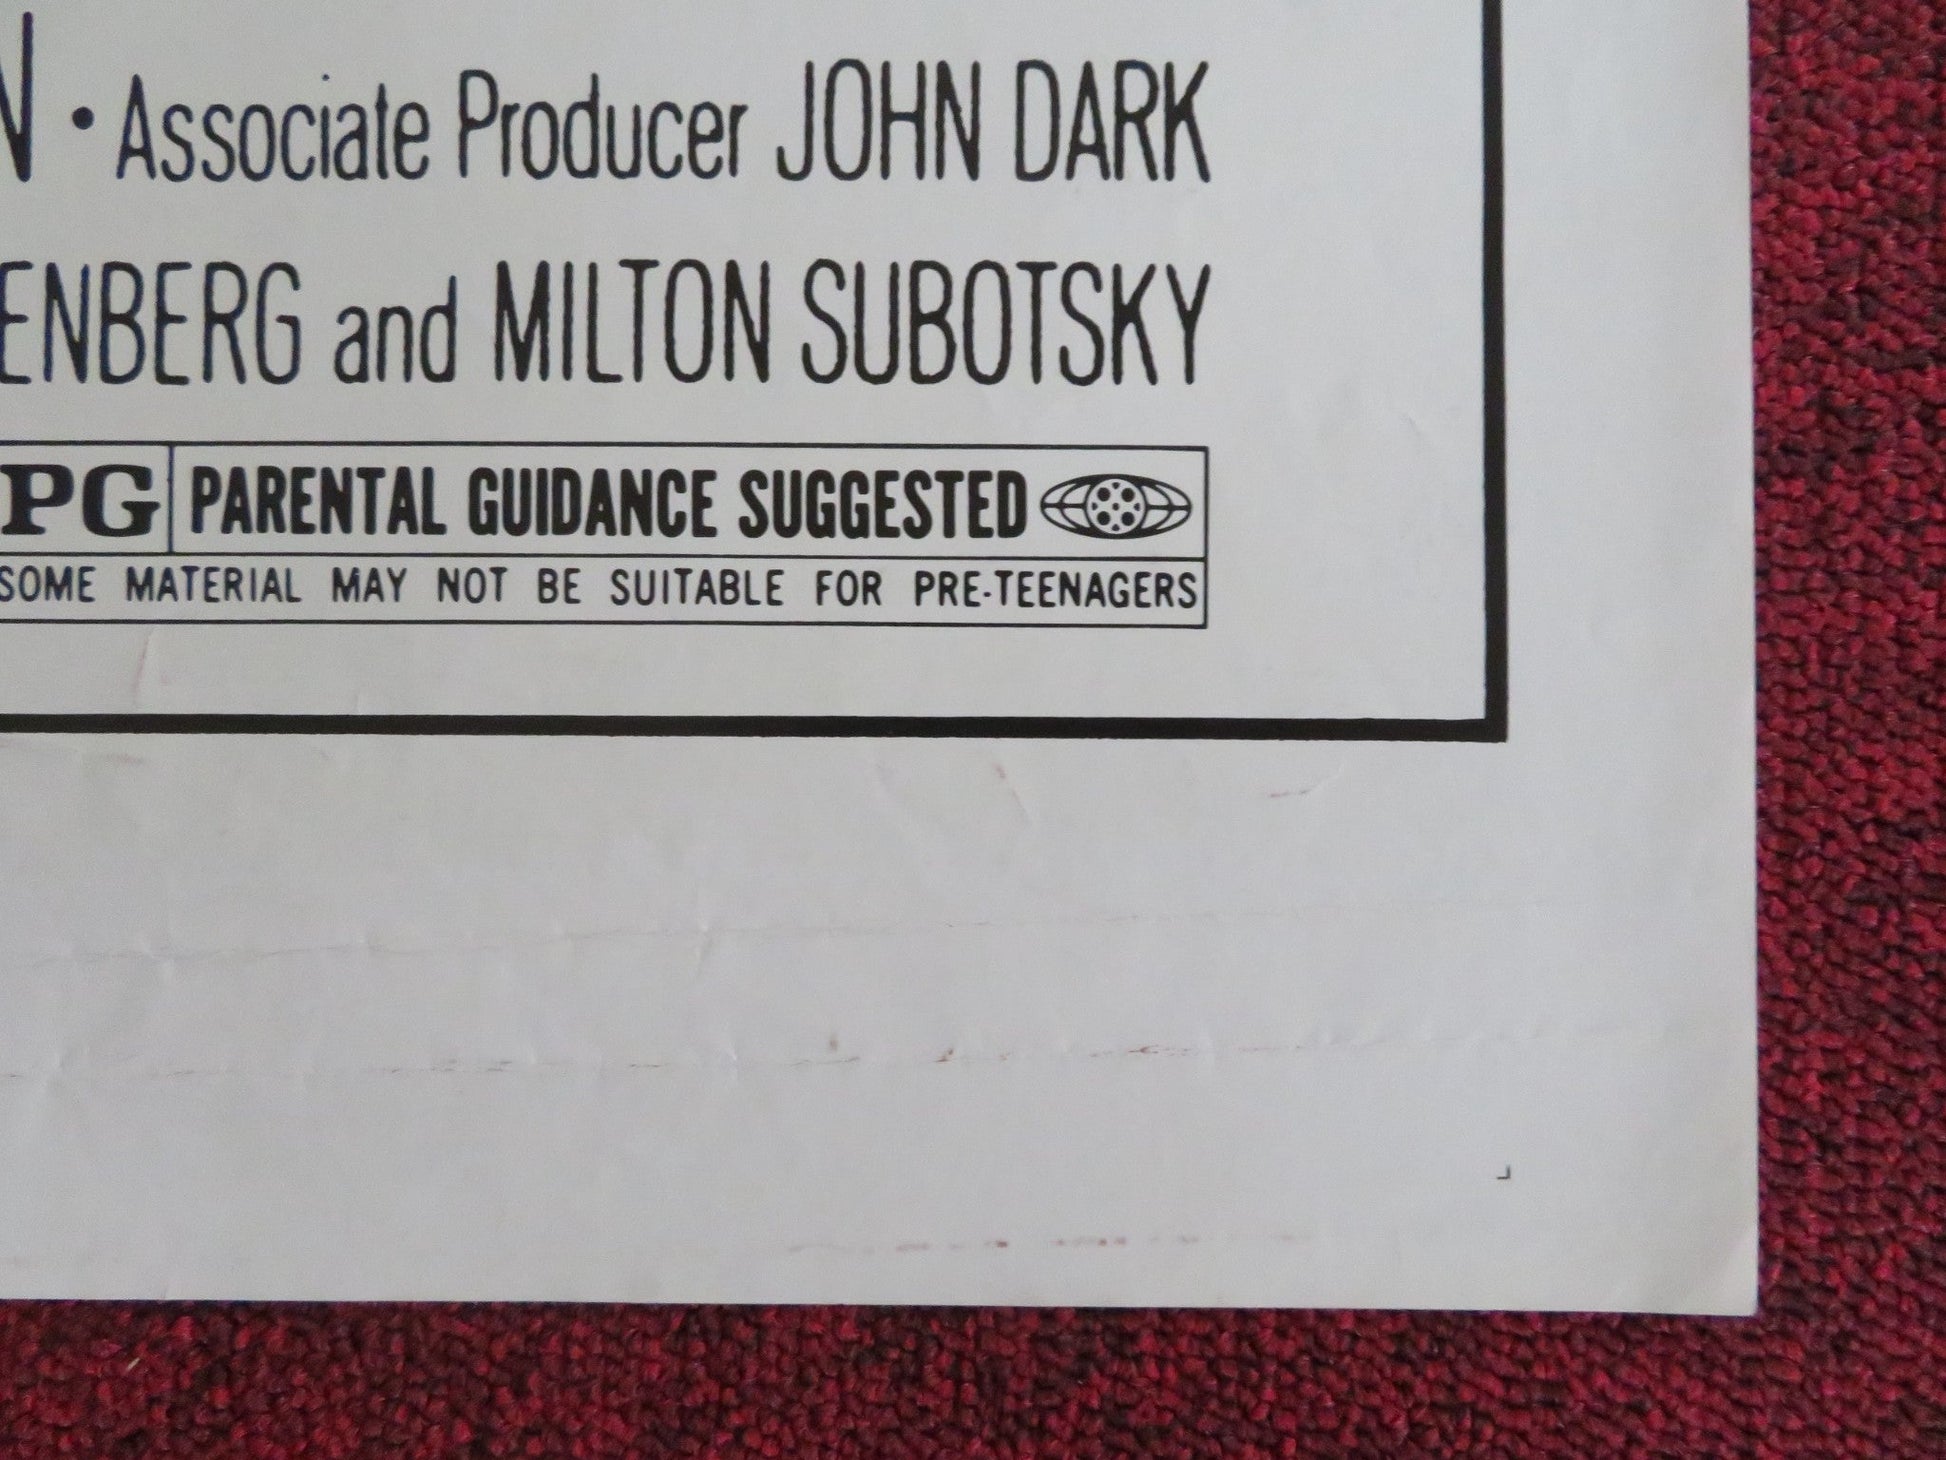 N · Associate Producer JOHN DARK
ENBERG and MILTON SUBOTSKY
PG PARENTAL GUIDANCE SUGGESTED
SOME MATERIAL MAY NOT BE SUITABLE FOR PRE-TEENAGERS